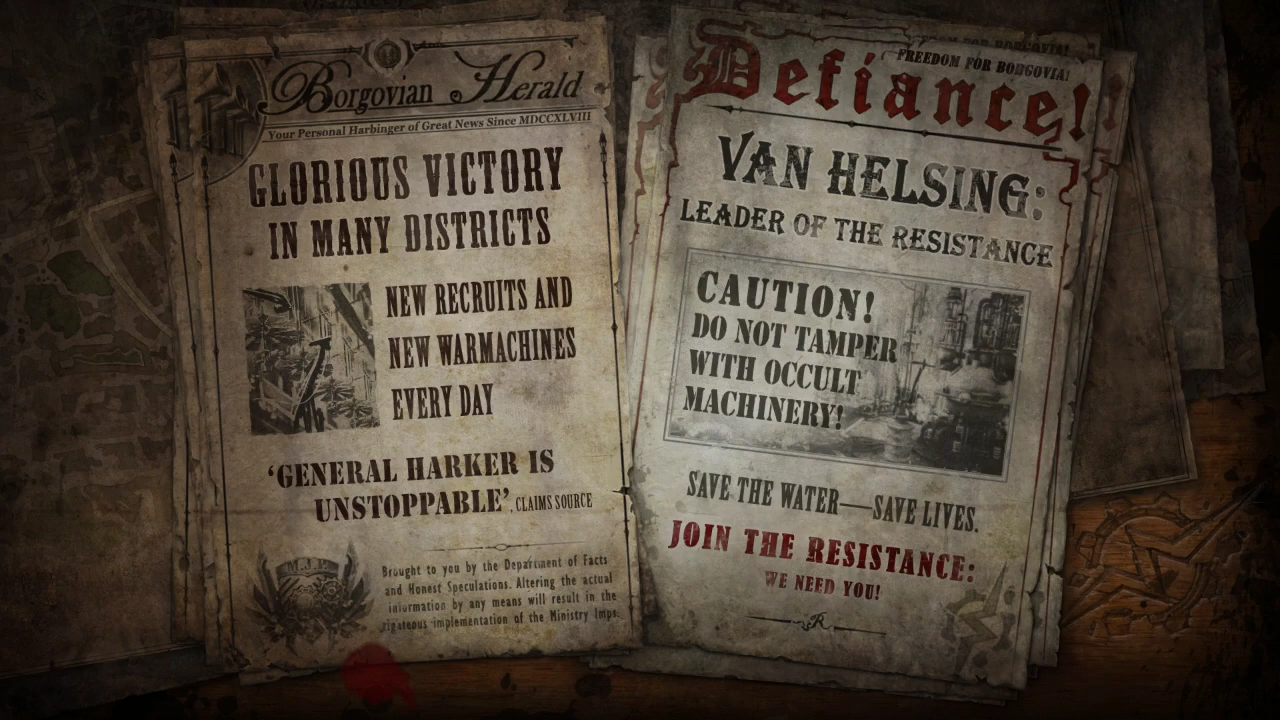 Borgovian Herald
Your Personal Harbinger of Great News Since MDCCXLVIII
GLORIOUS VICTORY
IN MANY DISTRICTS
NEW RECRUITS AND
NEW WARMACHINES
EVERY DAY
‘GENERAL HARKER IS
UNSTOPPABLE’, CLAIMS SOURCE
Brought to you by the Department of Facts
and Honest Speculations. Altering the actual
information by any means will result in the
righteous implementation of the Ministry Imps.
FREEDOM FOR BORGOVIA!
FREEDOM FOR BORGOVIA!
Defiance!
VAN HELSING:
LEADER OF THE RESISTANCE
CAUTION!
DO NOT TAMPER
WITH OCCULT
MACHINERY!
SAVE THE WATER—SAVE LIVES.
JOIN THE RESISTANCE:
WE NEED YOU!
R